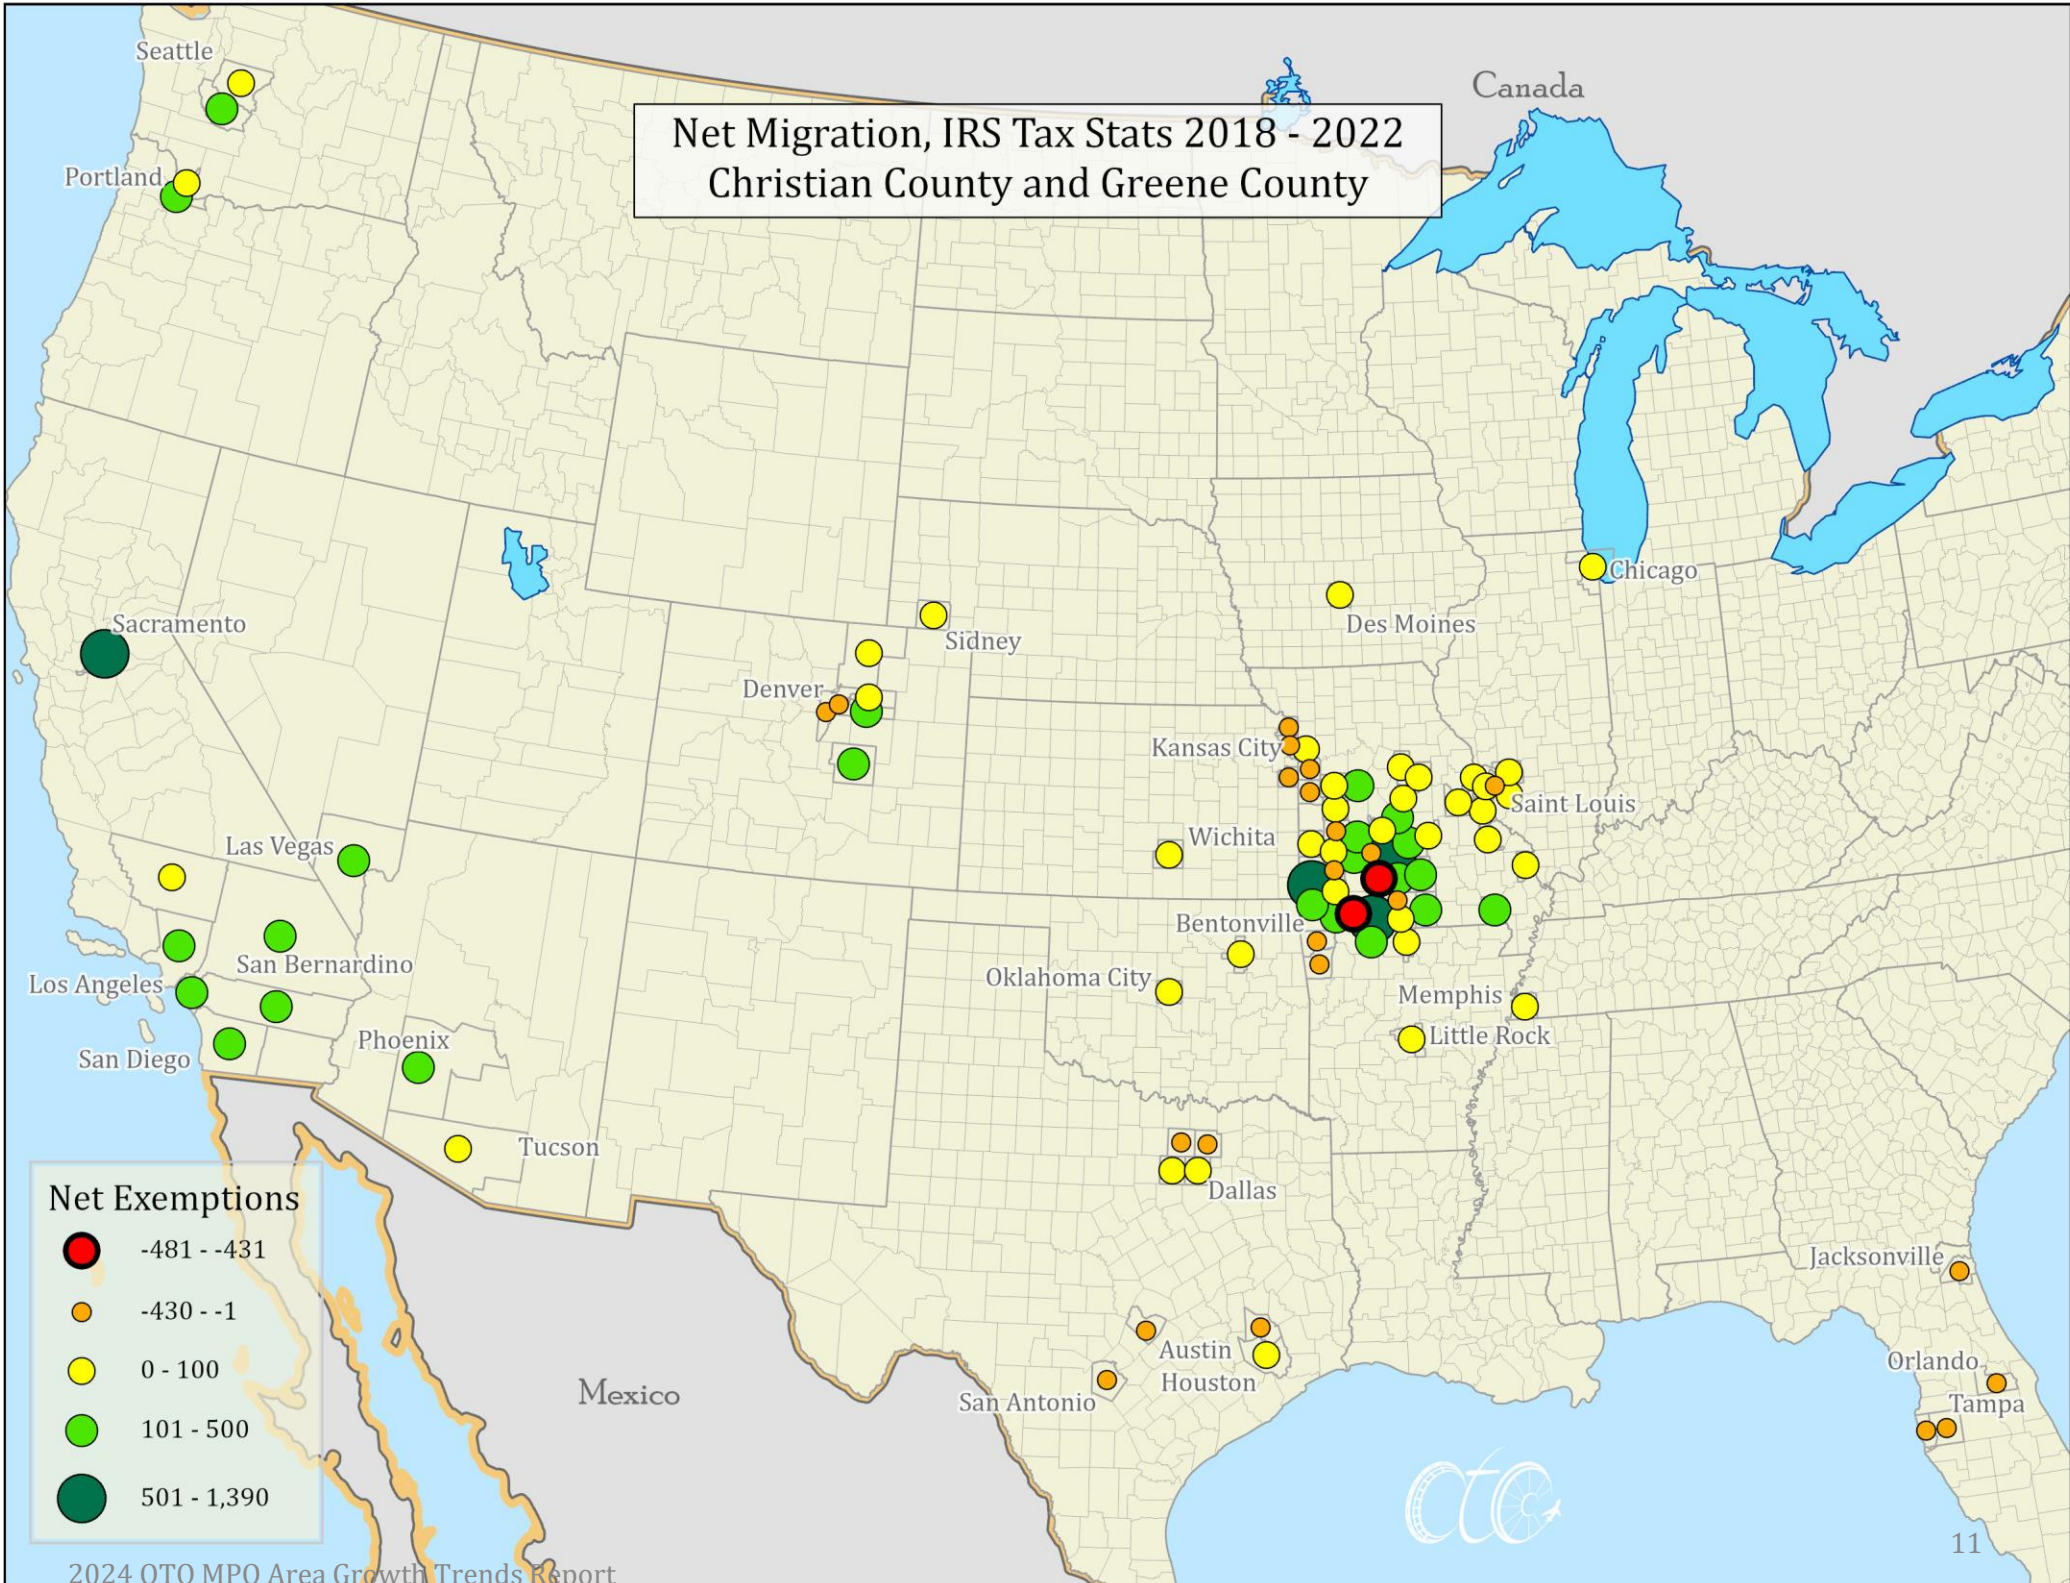 Seattle
Canada
Net Migration, IRS Tax Stats 2018 - 2022
Christian County and Greene County
Portland
Chicago
Sacramento
Des Moines
Sidney
Denver
Kansas City
Saint Louis
Wichita
Las Vegas
Bentonville
San Bernardino
Los Angeles
Oklahoma City
Memphis
Little Rock
Phoenix
San Diego
Tucson
Dallas
Net Exemptions
-481 - -431
-430 - -1
0 - 100
101 - 500
501 - 1,390
Jacksonville
Austin
Houston
San Antonio
Orlando
Tampa
Mexico
OTO
11
2024 OTO MPO Area Growth Trends Report